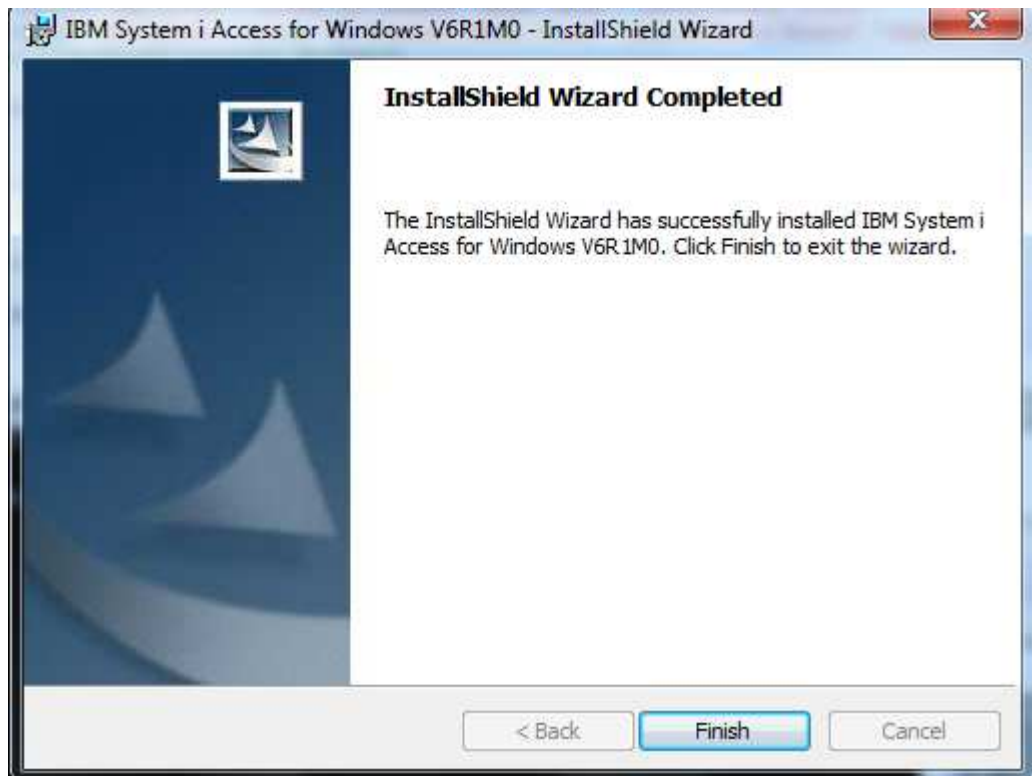 IBM System i Access for Windows V6R1M0 - InstallShield Wizard
InstallShield Wizard Completed
The InstallShield Wizard has successfully installed IBM System i
Access for Windows V6R1M0. Click Finish to exit the wizard.
< Back
Finish
Cancel